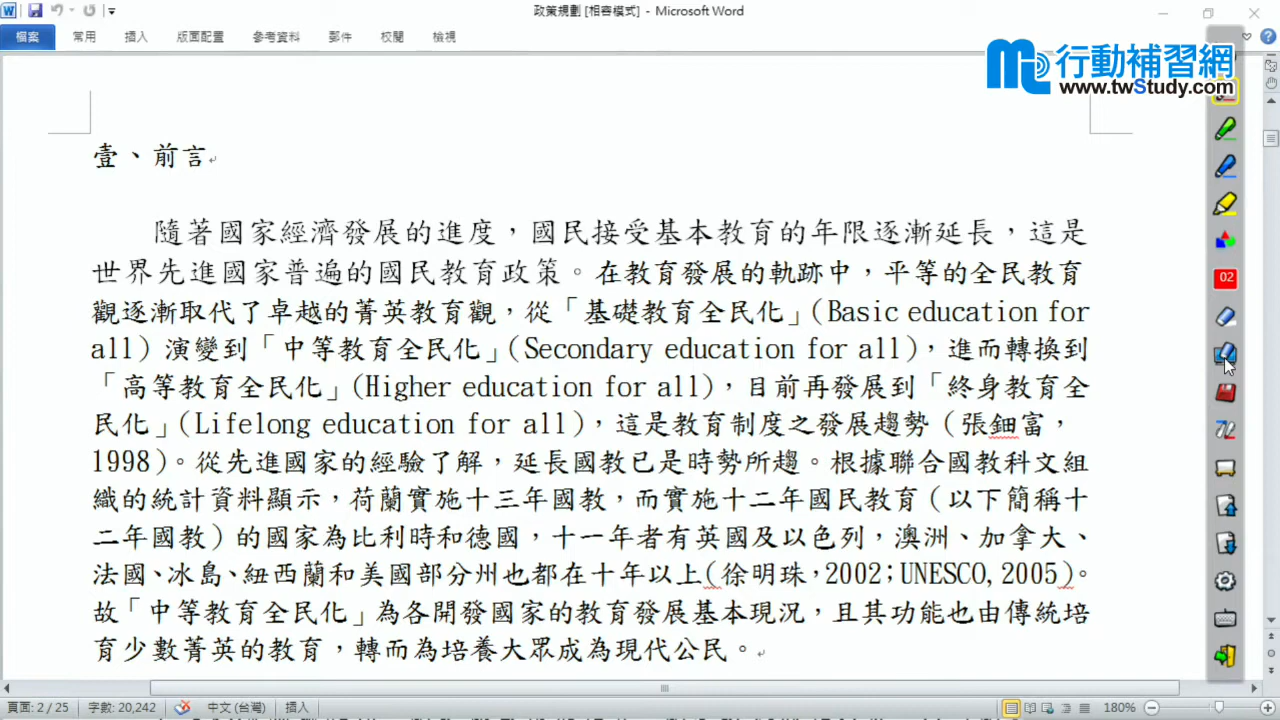 政策規劃 [相容模式] - Microsoft Word
檔案 常用 插入 版面配置 參考資料 郵件 校閱 檢視
行動補習網
www.twStudy.com
壹、前言
隨著國家經濟發展的進度，國民接受基本教育的年限逐漸延長，這是
世界先進國家普遍的國民教育政策。在教育發展的軌跡中，平等的全民教育
觀逐漸取代了卓越的菁英教育觀，從「基礎教育全民化」(Basic education for
all) 演變到「中等教育全民化」(Secondary education for all)，進而轉換到
「高等教育全民化」(Higher education for all)，目前再發展到「終身教育全
民化」(Lifelong education for all)，這是教育制度之發展趨勢（張鈿富，
1998)。從先進國家的經驗了解，延長國教已是時勢所趨。根據聯合國教科文組
織的統計資料顯示，荷蘭實施十三年國教，而實施十二年國民教育（以下簡稱十
二年國教）的國家為比利時和德國，十一年者有英國及以色列，澳洲、加拿大、
法國、冰島、紐西蘭和美國部分州也都在十年以上(徐明珠，2002；UNESCO, 2005)。
故「中等教育全民化」為各開發國家的教育發展基本現況，且其功能也由傳統培
育少數菁英的教育，轉而為培養大眾成為現代公民。
02
頁面: 2 / 25 字數: 20,242 中文 (台灣) 插入 180%